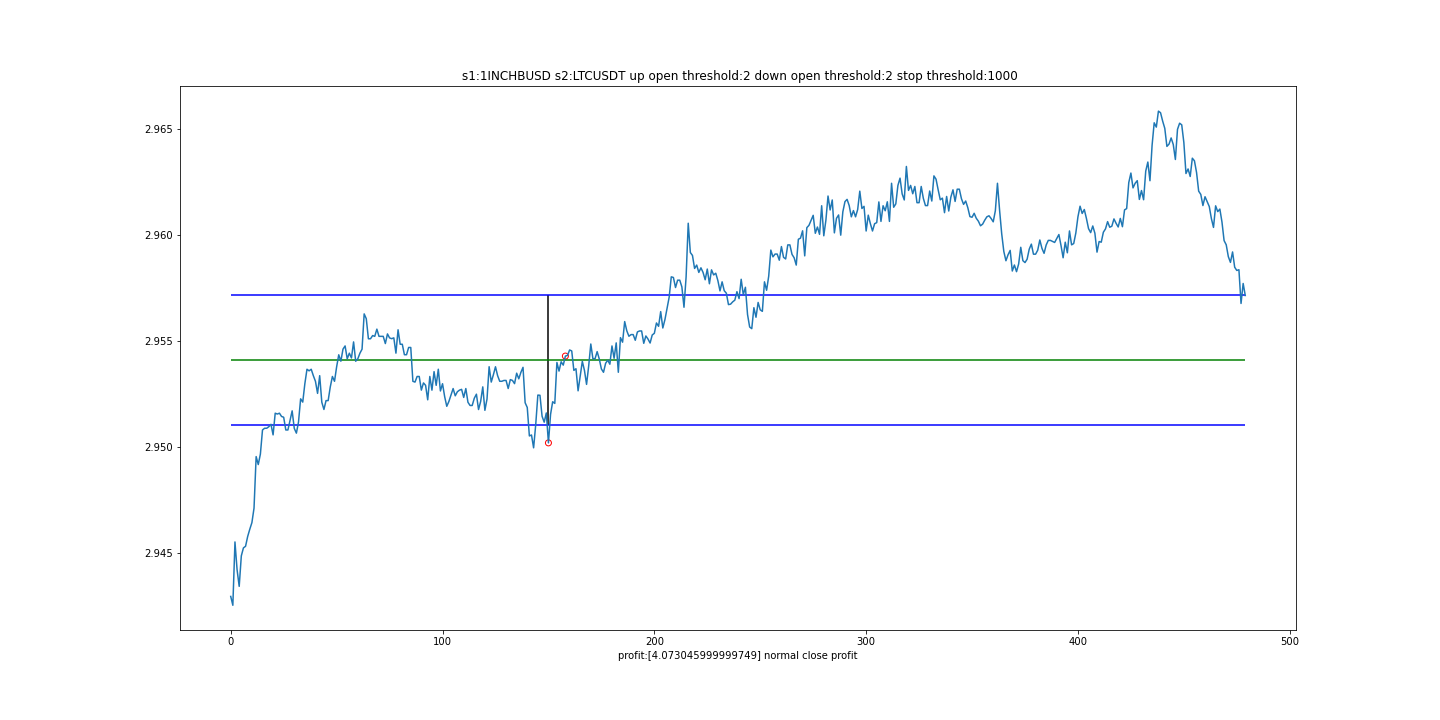 s1:1INCHBUSD s2:LTCUSDT up open threshold:2 down open threshold:2 stop threshold:1000
2.965
2.960
2.955
2.950
2.945
0 100 200 300 400 500
profit:[4.073045999999749] normal close profit